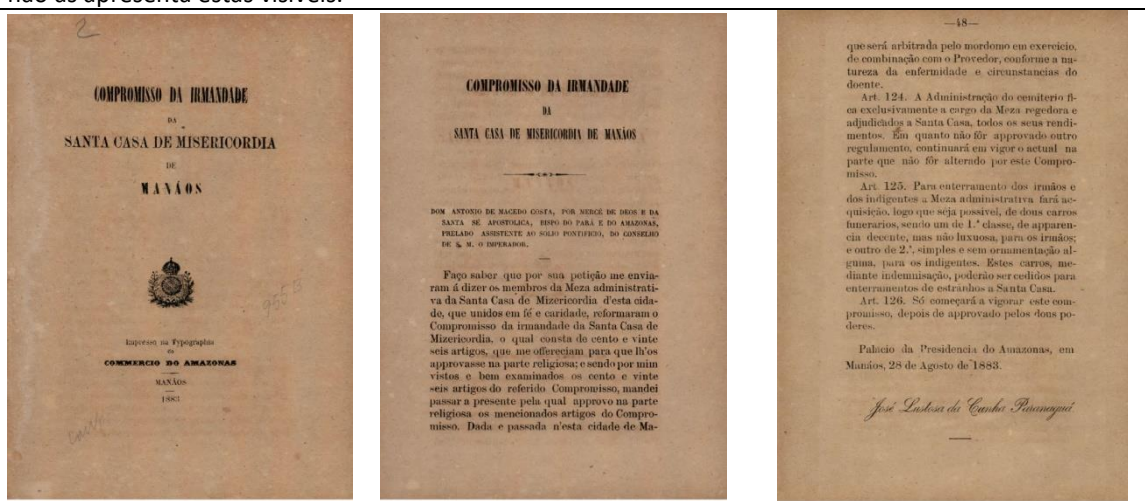 não as apresenta estas visíveis.
2
COMPROMISSO DA IRMANDADE
DA
SANTA CASA DE MISERICORDIA
DE
MANÁOS
955B
Impresso na Typographia
do
COMMERCIO DO AMAZONAS
MANÁOS
1883
COMPROMISSO DA IRMANDADE
DA
SANTA CASA DE MISERICORDIA DE MANÁOS
DOM ANTONIO DE MACEDO COSTA, POR MERCÊ DE DEOS E DA
SANTA SÉ APOSTOLICA, BISPO DO PARÁ E DO AMAZONAS,
PRELADO ASSISTENTE AO SOLIO PONTIFICIO, DO CONSELHO
DE S. M. O IMPERADOR.
Faço saber que por sua petição me envia-
ram á dizer os membros da Meza administrati-
va da Santa Casa de Mizericordia d'esta cida-
de, que unidos em fé e caridade, reformaram o
Compromisso da irmandade da Santa Casa de
Mizericordia, o qual consta de cento e vinte
seis artigos, que me offereciam para que lh'os
approvasse na parte religiosa; e sendo por mim
vistos e bem examinados os cento e vinte
seis artigos do referido Compromisso, mandei
passar a presente pela qual approvo na parte
religiosa os mencionados artigos do Compro-
misso. Dada e passada n'esta cidade de Ma-
—48—
que será arbitrada pelo mordomo em exercicio,
de combinação com o Provedor, conforme a na-
tureza da enfermidade e circunstancias do
doente.
Art. 124. A Administração do cemiterio fi-
ca exclusivamente a cargo da Meza regedora e
adjudicados a Santa Casa, todos os seus rendi-
mentos. Em quanto não fôr approvado outro
regulamento, continuará em vigor o actual na
parte que não fôr alterado por este Compro-
misso.
Art. 125. Para enterramento dos irmãos e
dos indigentes a Meza administrativa fará ac-
quisição, logo que seja possivel, de dous carros
funerarios, sendo um de 1.ª classe, de apparen-
cia decente, mas não luxuosa, para os irmãos;
e outro de 2.ª, simples e sem ornamentação al-
guma, para os indigentes. Estes carros, me-
diante indemnisação, poderão ser cedidos para
enterramentos de estranhos a Santa Casa.
Art. 126. Só começará a vigorar este com-
promisso, depois de approvado pelos dous po-
deres.
Palacio da Presidencia do Amazonas, em
Manáos, 28 de Agosto de 1883.
José Lustosa da Cunha Paranaguá